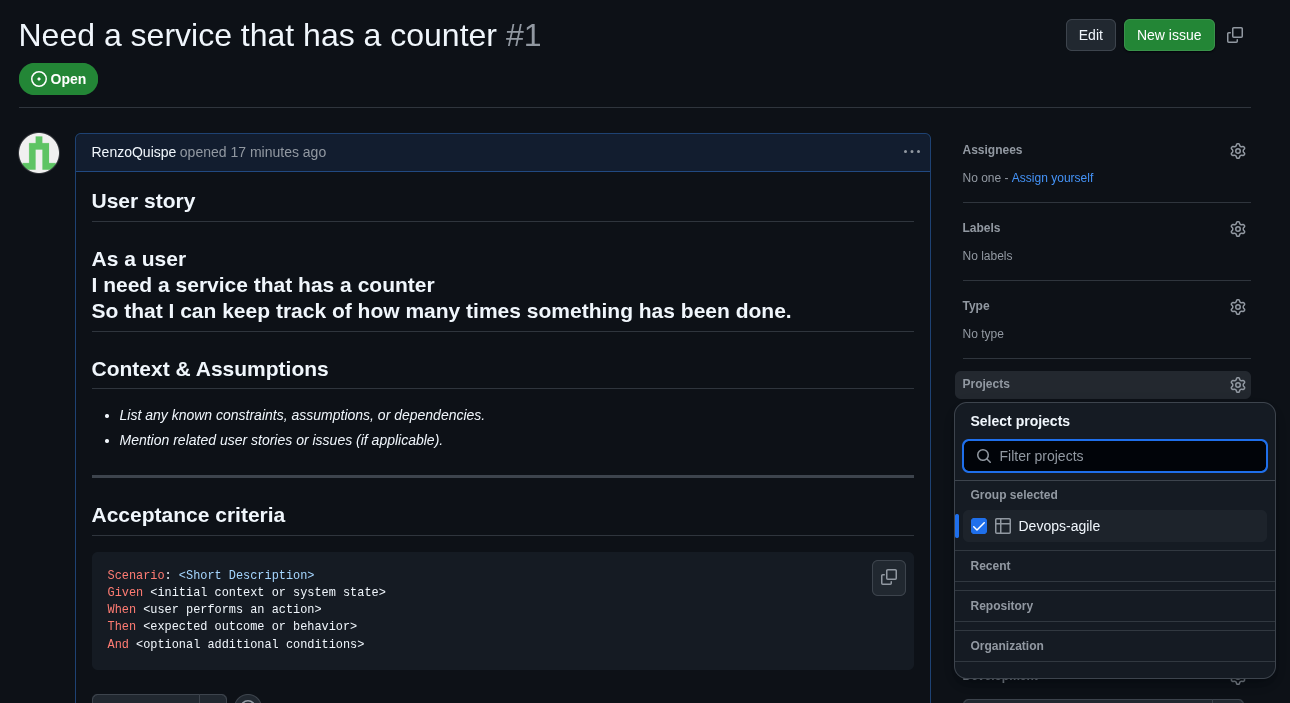 Need a service that has a counter #1
Edit
New issue
Open
RenzoQuispe opened 17 minutes ago
User story
As a user
I need a service that has a counter
So that I can keep track of how many times something has been done.
Context & Assumptions
List any known constraints, assumptions, or dependencies.
Mention related user stories or issues (if applicable).
Acceptance criteria
Scenario: <Short Description>
Given <initial context or system state>
When <user performs an action>
Then <expected outcome or behavior>
And <optional additional conditions>
Assignees
No one - Assign yourself
Labels
No labels
Type
No type
Projects
Select projects
Filter projects
Group selected
Devops-agile
Recent
Repository
Organization